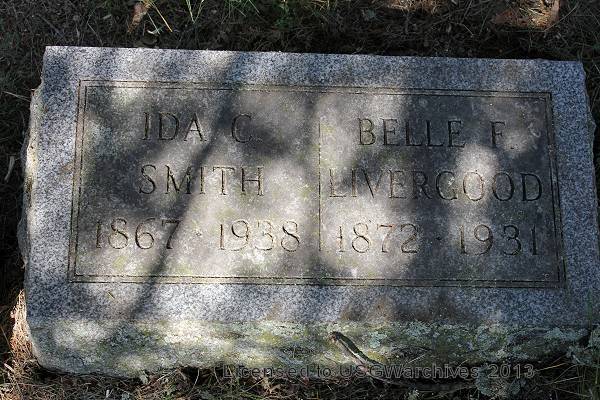 IDA C.
SMITH
1867 · 1938
BELLE F.
LIVERGOOD
1872 · 1931
Licensed to USGWarchives 2013